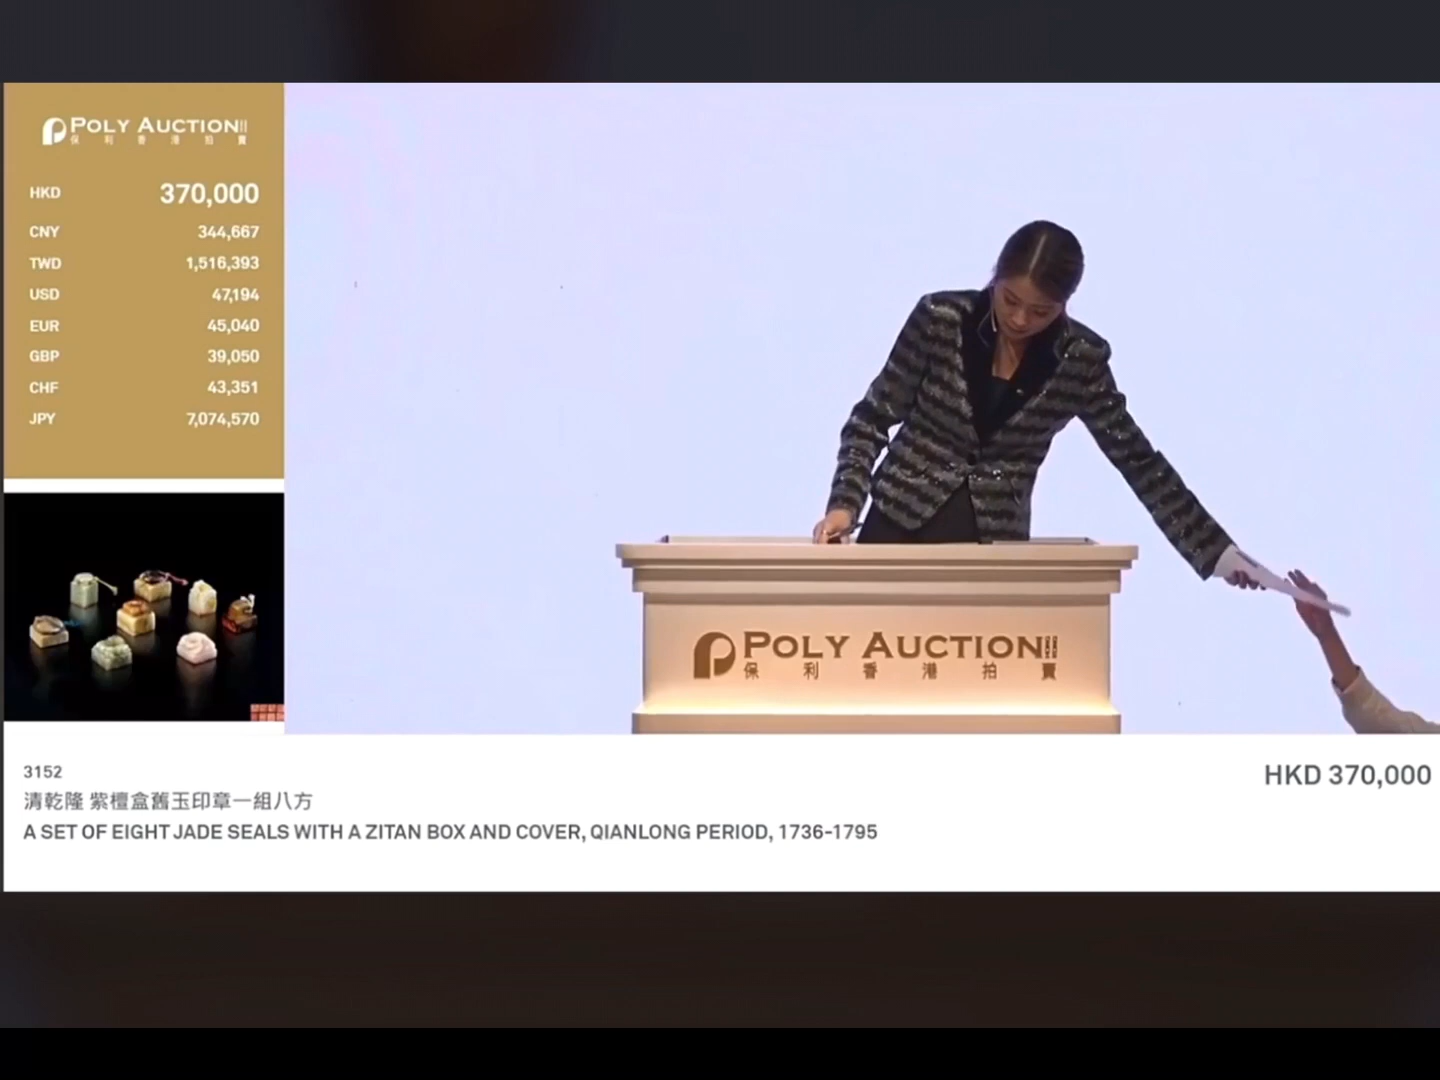 POLY AUCTION
保利香港拍賣
HKD 370,000
CNY 344,667
TWD 1,516,393
USD 47,194
EUR 45,040
GBP 39,050
CHF 43,351
JPY 7,074,570
POLY AUCTION
保利香港拍賣
3152
清乾隆 紫檀盒舊玉印章一組八方
A SET OF EIGHT JADE SEALS WITH A ZITAN BOX AND COVER, QIANLONG PERIOD, 1736-1795
HKD 370,000